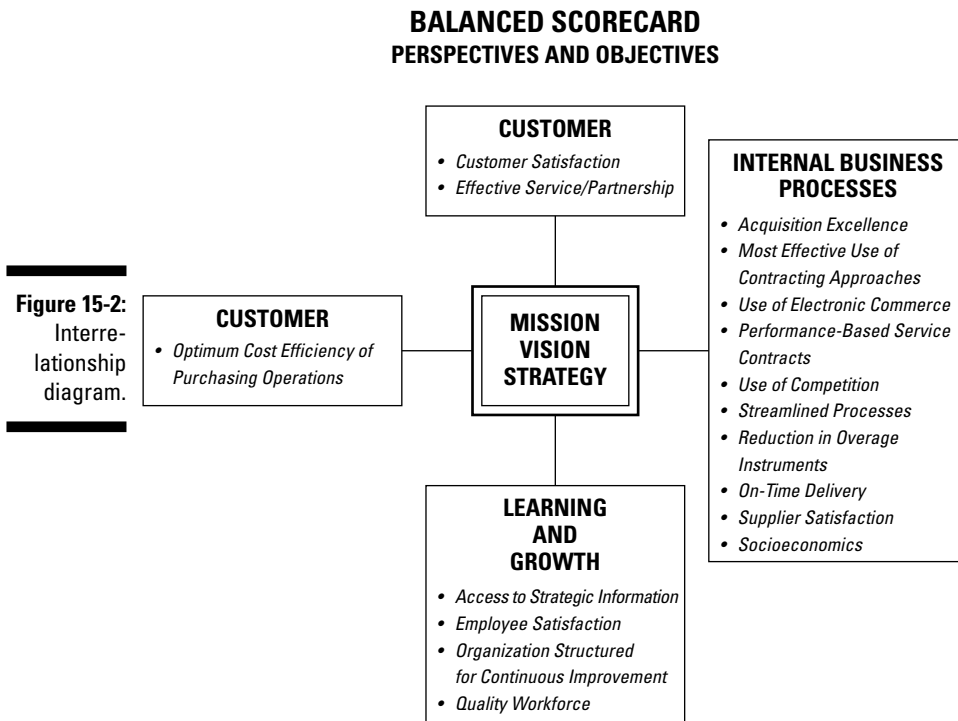 BALANCED SCORECARD
PERSPECTIVES AND OBJECTIVES
CUSTOMER
• Customer Satisfaction
• Effective Service/Partnership
INTERNAL BUSINESS
PROCESSES
• Acquisition Excellence
• Most Effective Use of
Contracting Approaches
• Use of Electronic Commerce
• Performance-Based Service
Contracts
• Use of Competition
• Streamlined Processes
• Reduction in Overage
Instruments
• On-Time Delivery
• Supplier Satisfaction
• Socioeconomics
Figure 15-2:
Interre-
lationship
diagram.
CUSTOMER
• Optimum Cost Efficiency of
Purchasing Operations
MISSION
VISION
STRATEGY
LEARNING
AND
GROWTH
• Access to Strategic Information
• Employee Satisfaction
• Organization Structured
for Continuous Improvement
• Quality Workforce